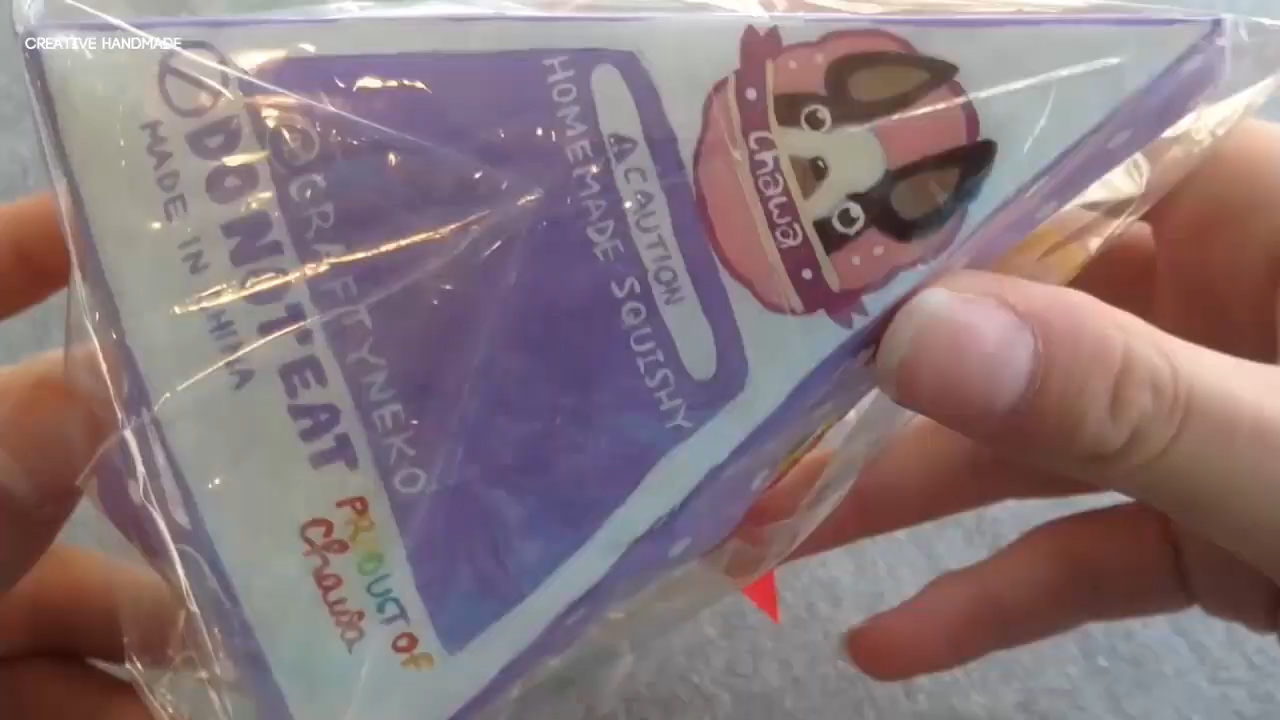 CREATIVE HANDMADE
chawa
⚠CAUTION
HOMEMADE SQUISHY
@CRAFTYNEKO
DO NOT EAT
MADE IN CHINA
PRODUCT OF
Chawa